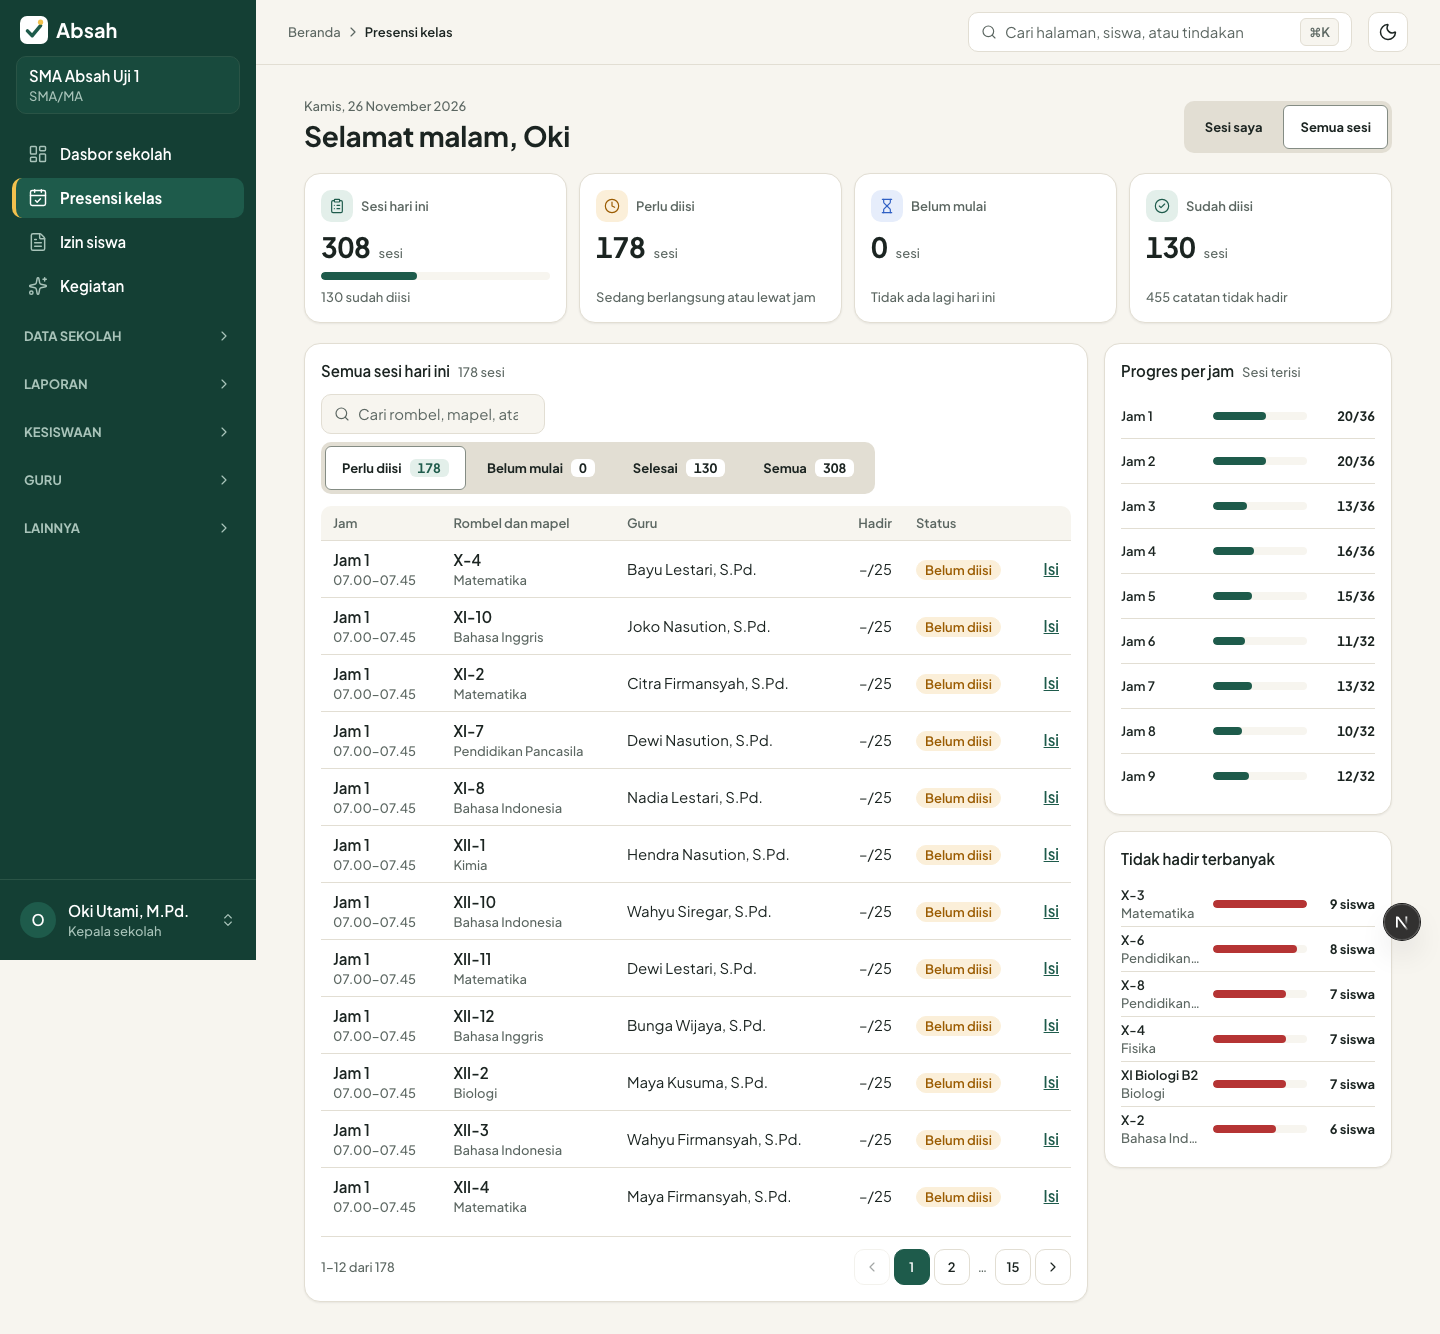 Absah
SMA Absah Uji 1
SMA/MA
Dasbor sekolah
Presensi kelas
Izin siswa
Kegiatan
DATA SEKOLAH
LAPORAN
KESISWAAN
GURU
LAINNYA
O
Oki Utami, M.Pd.
Kepala sekolah
Beranda > Presensi kelas
Cari halaman, siswa, atau tindakan ⌘K
Kamis, 26 November 2026
Selamat malam, Oki
Sesi saya Semua sesi
Sesi hari ini
308 sesi
130 sudah diisi
Perlu diisi
178 sesi
Sedang berlangsung atau lewat jam
Belum mulai
0 sesi
Tidak ada lagi hari ini
Sudah diisi
130 sesi
455 catatan tidak hadir
Semua sesi hari ini 178 sesi
Cari rombel, mapel, ata
Perlu diisi 178 Belum mulai 0 Selesai 130 Semua 308
Jam Rombel dan mapel Guru Hadir Status
Jam 1 X-4 Bayu Lestari, S.Pd. –/25 Belum diisi Isi
07.00–07.45 Matematika
Jam 1 XI-10 Joko Nasution, S.Pd. –/25 Belum diisi Isi
07.00–07.45 Bahasa Inggris
Jam 1 XI-2 Citra Firmansyah, S.Pd. –/25 Belum diisi Isi
07.00–07.45 Matematika
Jam 1 XI-7 Dewi Nasution, S.Pd. –/25 Belum diisi Isi
07.00–07.45 Pendidikan Pancasila
Jam 1 XI-8 Nadia Lestari, S.Pd. –/25 Belum diisi Isi
07.00–07.45 Bahasa Indonesia
Jam 1 XII-1 Hendra Nasution, S.Pd. –/25 Belum diisi Isi
07.00–07.45 Kimia
Jam 1 XII-10 Wahyu Siregar, S.Pd. –/25 Belum diisi Isi
07.00–07.45 Bahasa Indonesia
Jam 1 XII-11 Dewi Lestari, S.Pd. –/25 Belum diisi Isi
07.00–07.45 Matematika
Jam 1 XII-12 Bunga Wijaya, S.Pd. –/25 Belum diisi Isi
07.00–07.45 Bahasa Inggris
Jam 1 XII-2 Maya Kusuma, S.Pd. –/25 Belum diisi Isi
07.00–07.45 Biologi
Jam 1 XII-3 Wahyu Firmansyah, S.Pd. –/25 Belum diisi Isi
07.00–07.45 Bahasa Indonesia
Jam 1 XII-4 Maya Firmansyah, S.Pd. –/25 Belum diisi Isi
07.00–07.45 Matematika
1–12 dari 178
1 2 … 15
Progres per jam Sesi terisi
Jam 1 20/36
Jam 2 20/36
Jam 3 13/36
Jam 4 16/36
Jam 5 15/36
Jam 6 11/32
Jam 7 13/32
Jam 8 10/32
Jam 9 12/32
Tidak hadir terbanyak
X-3 9 siswa
Matematika
X-6 8 siswa
Pendidikan…
X-8 7 siswa
Pendidikan…
X-4 7 siswa
Fisika
XI Biologi B2 7 siswa
Biologi
X-2 6 siswa
Bahasa Ind…
N